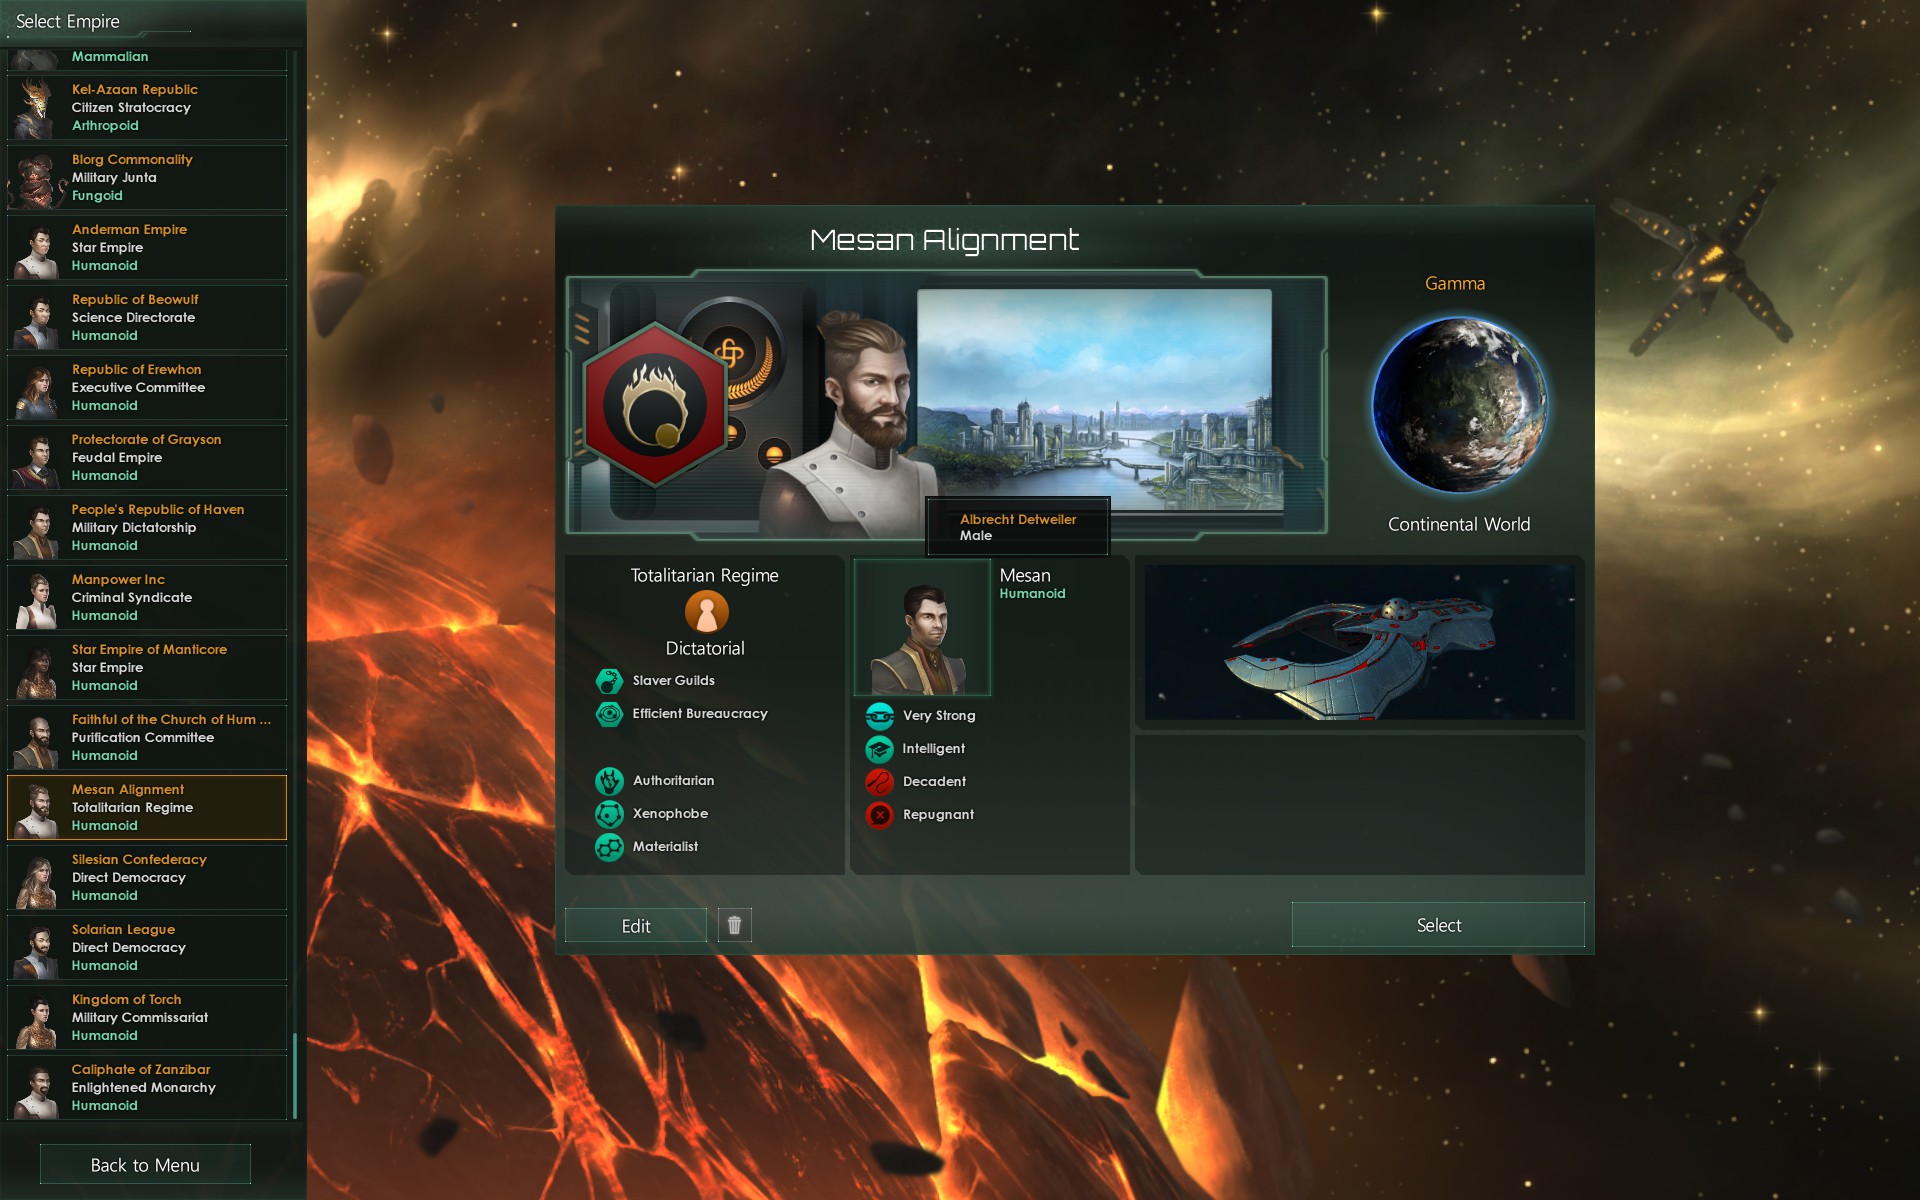 Select Empire
Mammalian
Kel-Azaan Republic
Citizen Stratocracy
Arthropoid
Blorg Commonality
Military Junta
Fungoid
Anderman Empire
Star Empire
Humanoid
Republic of Beowulf
Science Directorate
Humanoid
Republic of Erewhon
Executive Committee
Humanoid
Protectorate of Grayson
Feudal Empire
Humanoid
People's Republic of Haven
Military Dictatorship
Humanoid
Manpower Inc
Criminal Syndicate
Humanoid
Star Empire of Manticore
Star Empire
Humanoid
Faithful of the Church of Hum ...
Purification Committee
Humanoid
Mesan Alignment
Totalitarian Regime
Humanoid
Silesian Confederacy
Direct Democracy
Humanoid
Solarian League
Direct Democracy
Humanoid
Kingdom of Torch
Military Commissariat
Humanoid
Caliphate of Zanzibar
Enlightened Monarchy
Humanoid
Back to Menu
Mesan Alignment
Gamma
Continental World
Albrecht Detweiler
Male
Totalitarian Regime
Dictatorial
Slaver Guilds
Efficient Bureaucracy
Authoritarian
Xenophobe
Materialist
Mesan
Humanoid
Very Strong
Intelligent
Decadent
Repugnant
Edit
Select